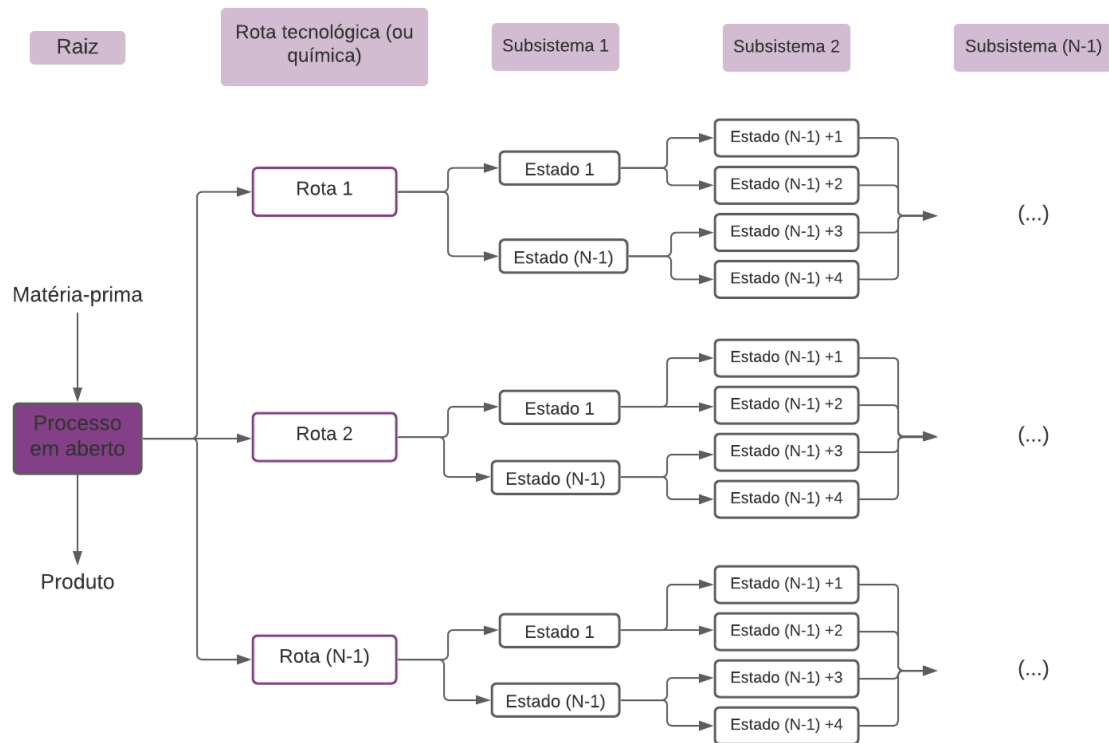 Raiz
Rota tecnológica (ou
química)
Subsistema 1
Subsistema 2
Subsistema (N-1)
Matéria-prima
Processo
em aberto
Produto
Rota 1
Estado 1
Estado (N-1)
Estado (N-1) +1
Estado (N-1) +2
Estado (N-1) +3
Estado (N-1) +4
(...)
Rota 2
Estado 1
Estado (N-1)
Estado (N-1) +1
Estado (N-1) +2
Estado (N-1) +3
Estado (N-1) +4
(...)
Rota (N-1)
Estado 1
Estado (N-1)
Estado (N-1) +1
Estado (N-1) +2
Estado (N-1) +3
Estado (N-1) +4
(...)